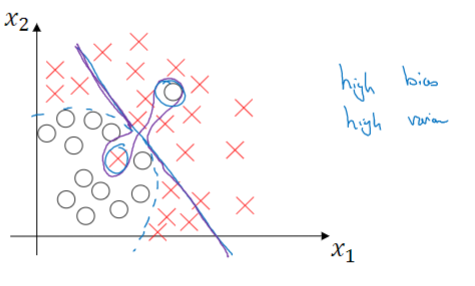 x₂
high bias
high varian
x₁